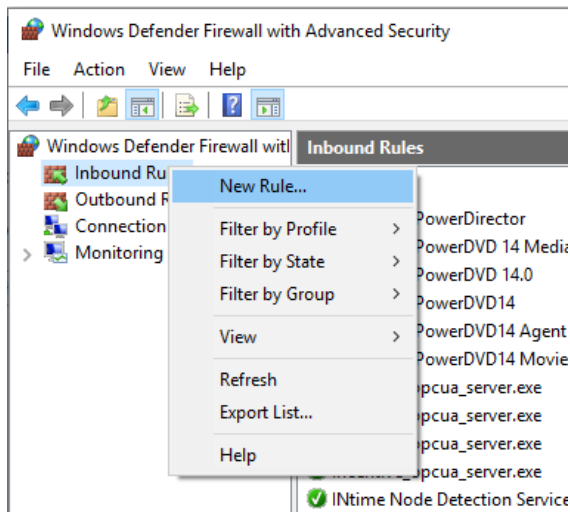 Windows Defender Firewall with Advanced Security
File Action View Help
Windows Defender Firewall with
Inbound Ru
Outbound R
Connection
Monitoring
Inbound Rules
New Rule...
Filter by Profile
Filter by State
Filter by Group
View
Refresh
Export List...
Help
PowerDirector
PowerDVD 14 Media
PowerDVD 14.0
PowerDVD14
PowerDVD14 Agent
PowerDVD14 Movie
opcua_server.exe
opcua_server.exe
opcua_server.exe
opcua_server.exe
INtime Node Detection Service